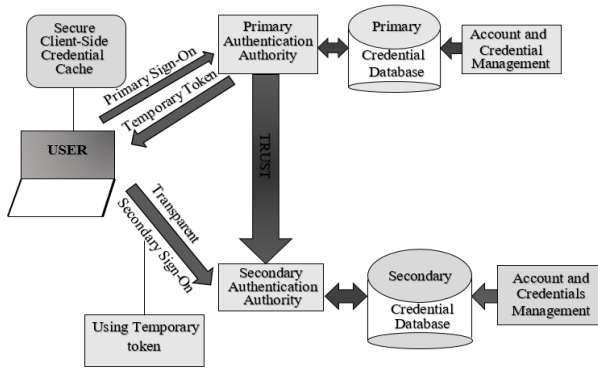 Secure
Client-Side
Credential
Cache
Primary
Authentication
Authority
Primary
Credential
Database
Account and
Credential
Management
Primary Sign-On
Temporary Token
USER
TRUST
Transparent
Secondary Sign-On
Secondary
Authentication
Authority
Secondary
Credential
Database
Account and
Credentials
Management
Using Temporary
token